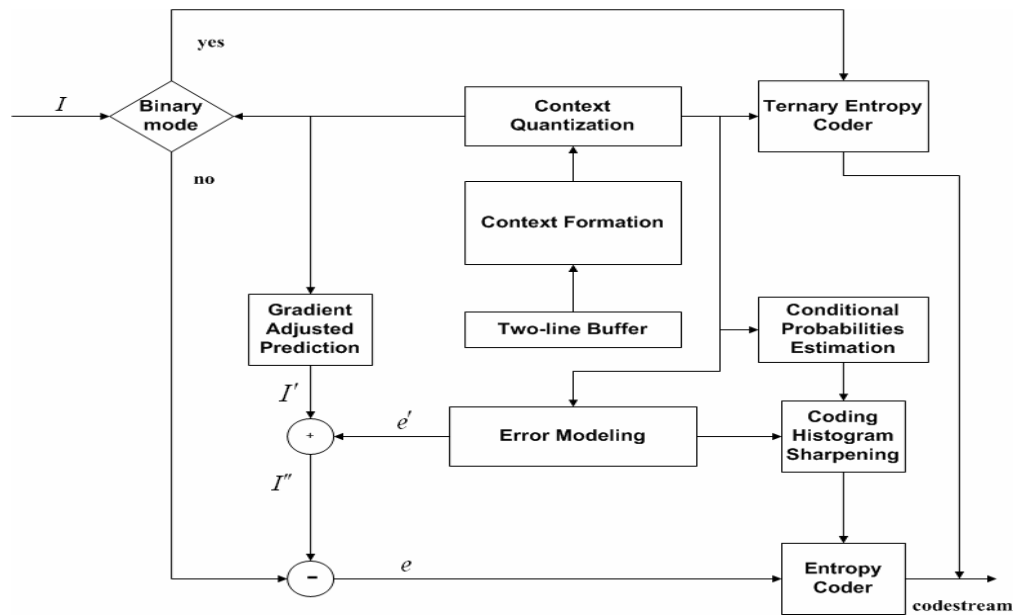 yes
I
Binary
mode
Context
Quantization
Ternary Entropy
Coder
no
Context Formation
Gradient
Adjusted
Prediction
Two-line Buffer
Conditional
Probabilities
Estimation
I′
+
e′
Error Modeling
Coding
Histogram
Sharpening
I″
-
e
Entropy
Coder
codestream